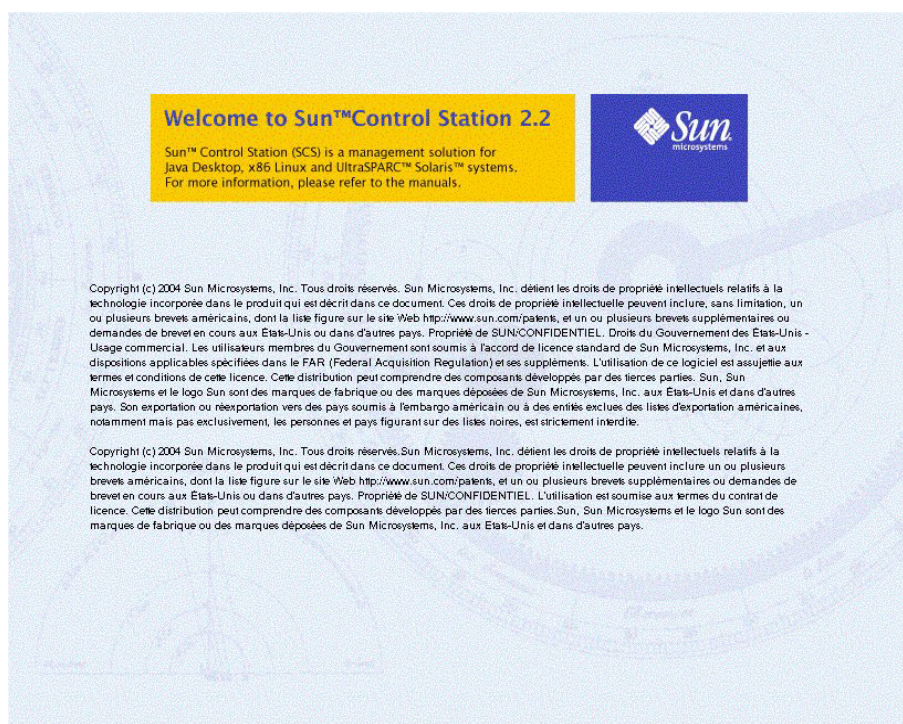 Welcome to Sun™Control Station 2.2
Sun™ Control Station (SCS) is a management solution for
Java Desktop, x86 Linux and UltraSPARC™ Solaris™ systems.
For more information, please refer to the manuals.
Sun
microsystems
Copyright (c) 2004 Sun Microsystems, Inc. Tous droits réservés. Sun Microsystems, Inc. détient les droits de propriété intellectuels relatifs à la
technologie incorporée dans le produit qui est décrit dans ce document. Ces droits de propriété intellectuelle peuvent inclure, sans limitation, un
ou plusieurs brevets américains, dont la liste figure sur le site Web http://www.sun.com/patents, et un ou plusieurs brevets supplémentaires ou
demandes de brevet en cours aux États-Unis ou dans d'autres pays. Propriété de SUN/CONFIDENTIEL. Droits du Gouvernement des États-Unis -
Usage commercial. Les utilisateurs membres du Gouvernement sont soumis à l'accord de licence standard de Sun Microsystems, Inc. et aux
dispositions applicables spécifiées dans le FAR (Federal Acquisition Regulation) et ses suppléments. L'utilisation de ce logiciel est assujettie aux
termes et conditions de cette licence. Cette distribution peut comprendre des composants développés par des tierces parties. Sun, Sun
Microsystems et le logo Sun sont des marques de fabrique ou des marques déposées de Sun Microsystems, Inc. aux États-Unis et dans d'autres
pays. Son exportation ou réexportation vers des pays soumis à l'embargo américain ou à des entités exclues des listes d'exportation américaines,
notamment mais pas exclusivement, les personnes et pays figurant sur des listes noires, est strictement interdite.
Copyright (c) 2004 Sun Microsystems, Inc. Tous droits réservés.Sun Microsystems, Inc. détient les droits de propriété intellectuels relatifs à la
technologie incorporée dans le produit qui est décrit dans ce document. Ces droits de propriété intellectuelle peuvent inclure un ou plusieurs
brevets américains, dont la liste figure sur le site Web http://www.sun.com/patents, et un ou plusieurs brevets supplémentaires ou demandes de
brevet en cours aux États-Unis ou dans d'autres pays. Propriété de SUN/CONFIDENTIEL. L'utilisation est soumise aux termes du contrat de
licence. Cette distribution peut comprendre des composants développés par des tierces parties.Sun, Sun Microsystems et le logo Sun sont des
marques de fabrique ou des marques déposées de Sun Microsystems, Inc. aux Etats-Unis et dans d'autres pays.